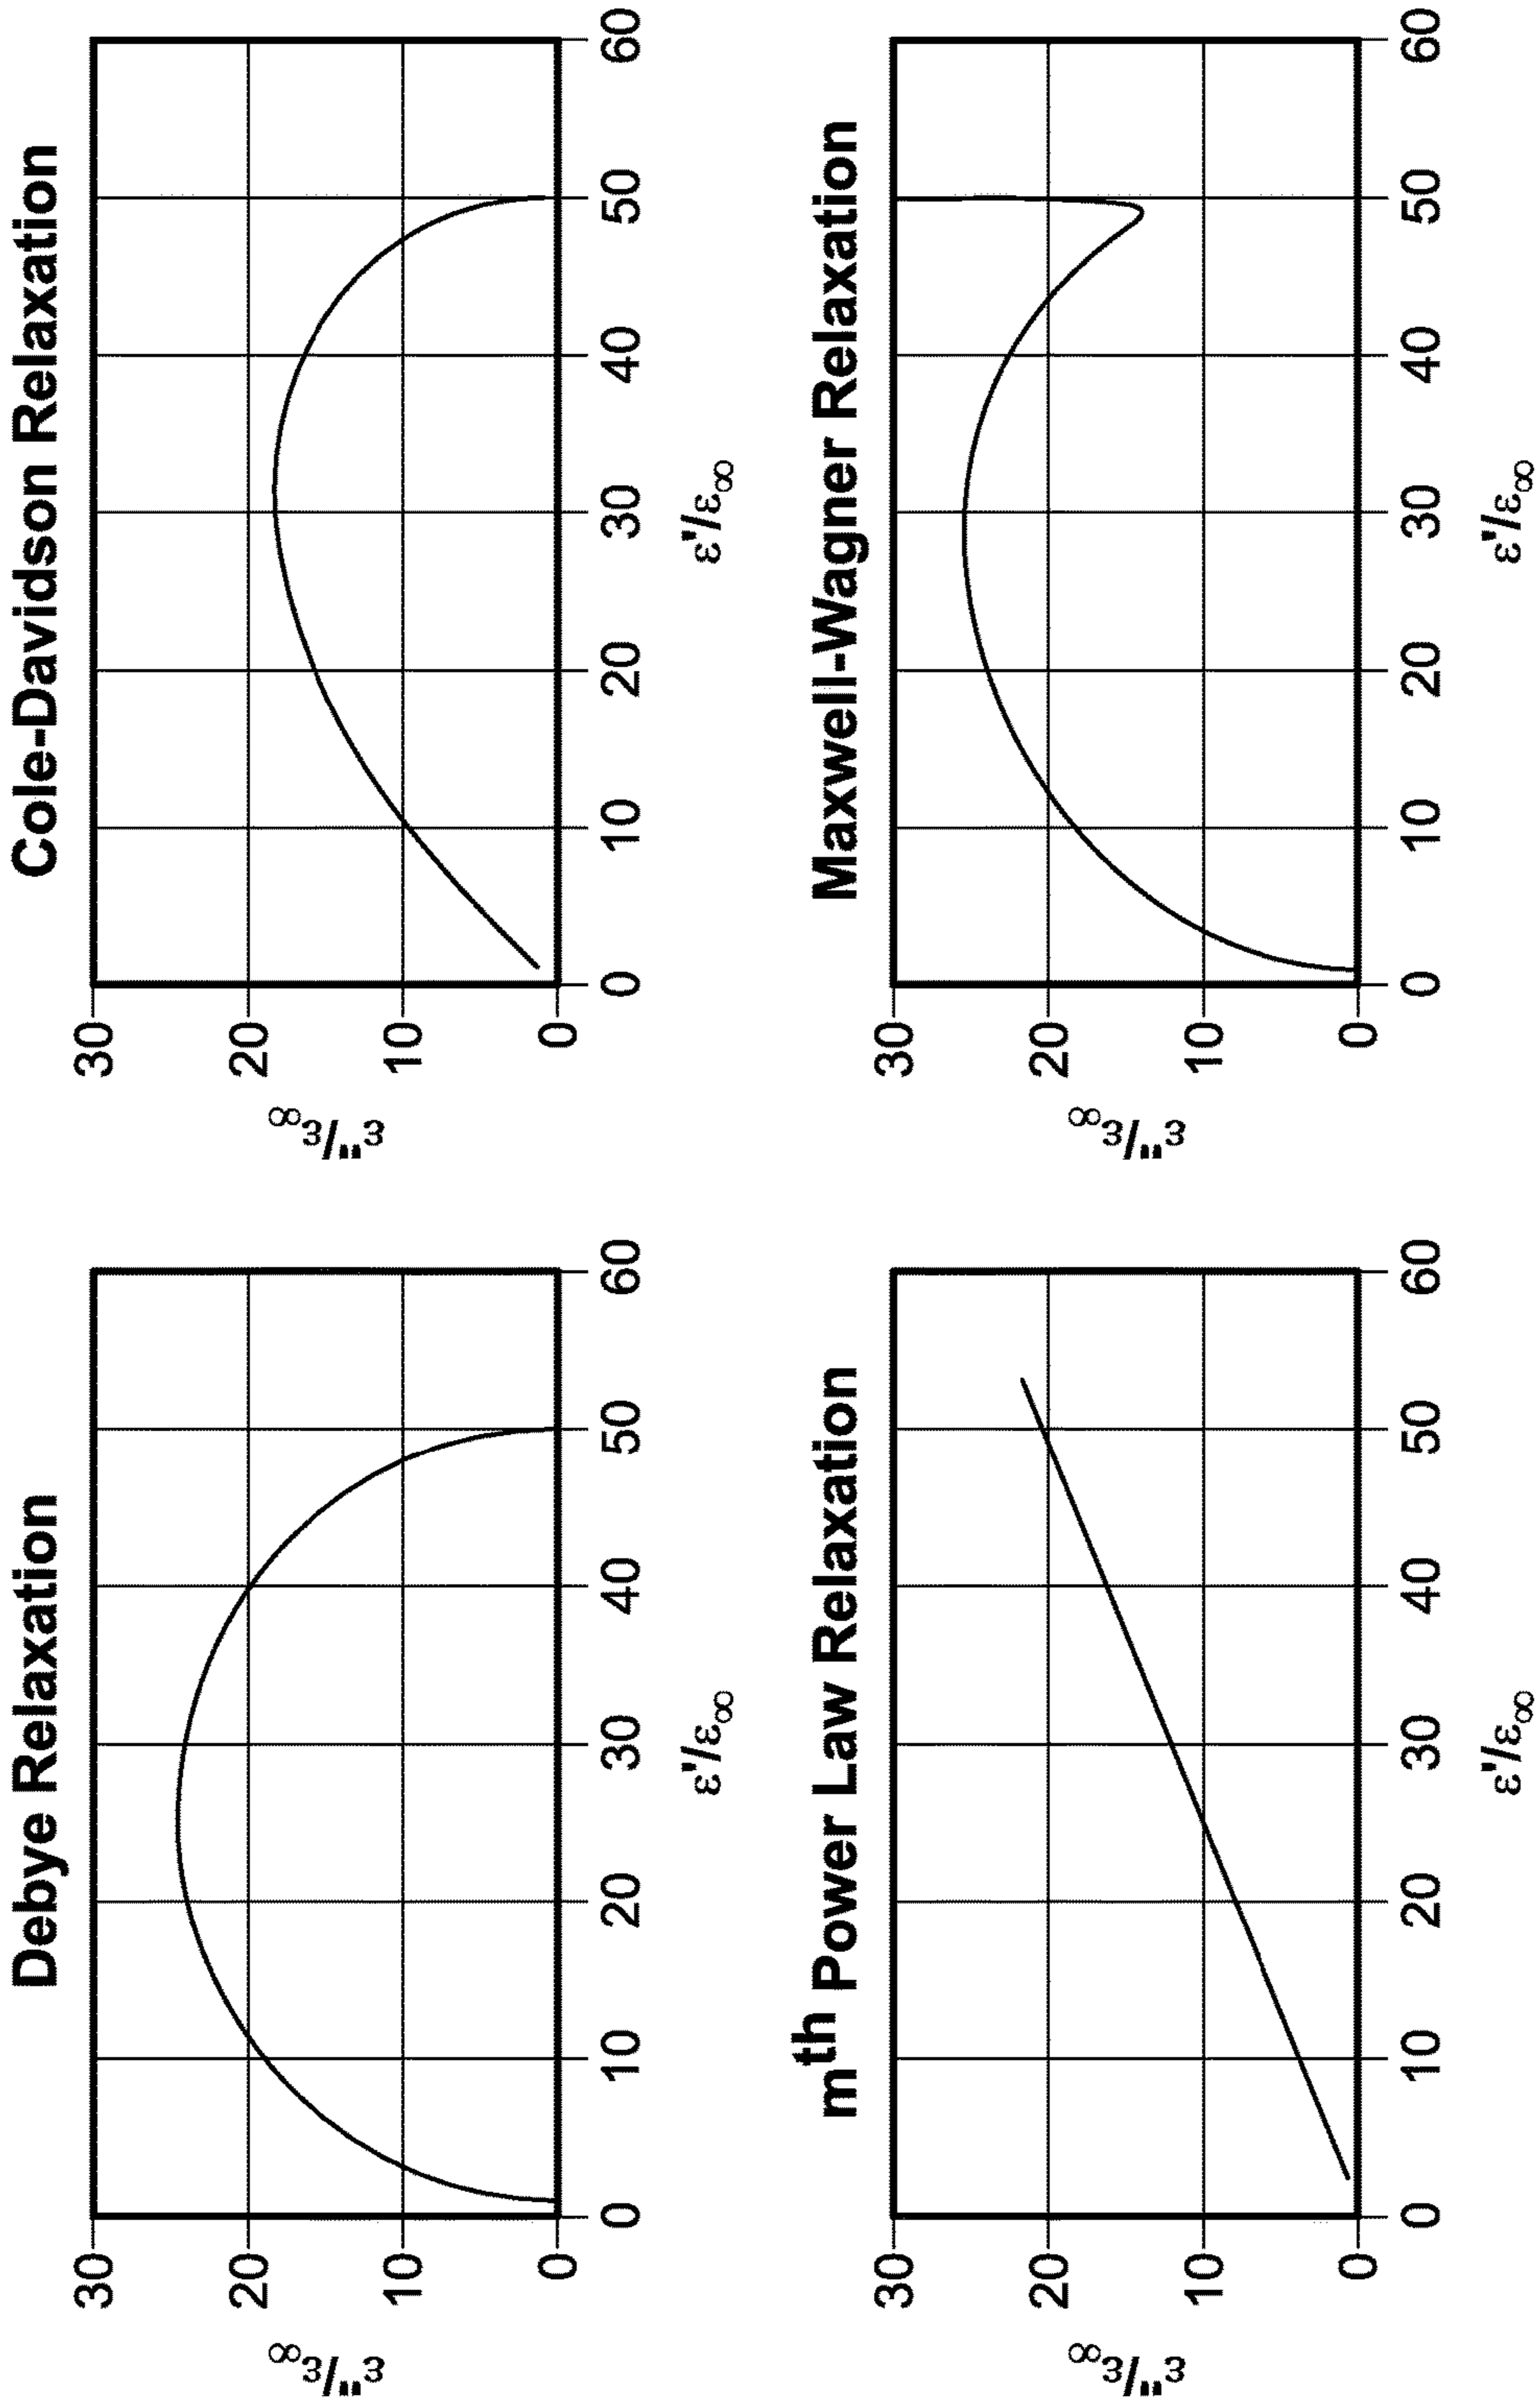 Debye Relaxation
30
20
10
0
ε"/ε∞
0 10 20 30 40 50 60
ε'/ε∞
Cole-Davidson Relaxation
30
20
10
0
ε"/ε∞
0 10 20 30 40 50 60
ε'/ε∞
mth Power Law Relaxation
30
20
10
0
ε"/ε∞
0 10 20 30 40 50 60
ε'/ε∞
Maxwell-Wagner Relaxation
30
20
10
0
ε"/ε∞
0 10 20 30 40 50 60
ε'/ε∞